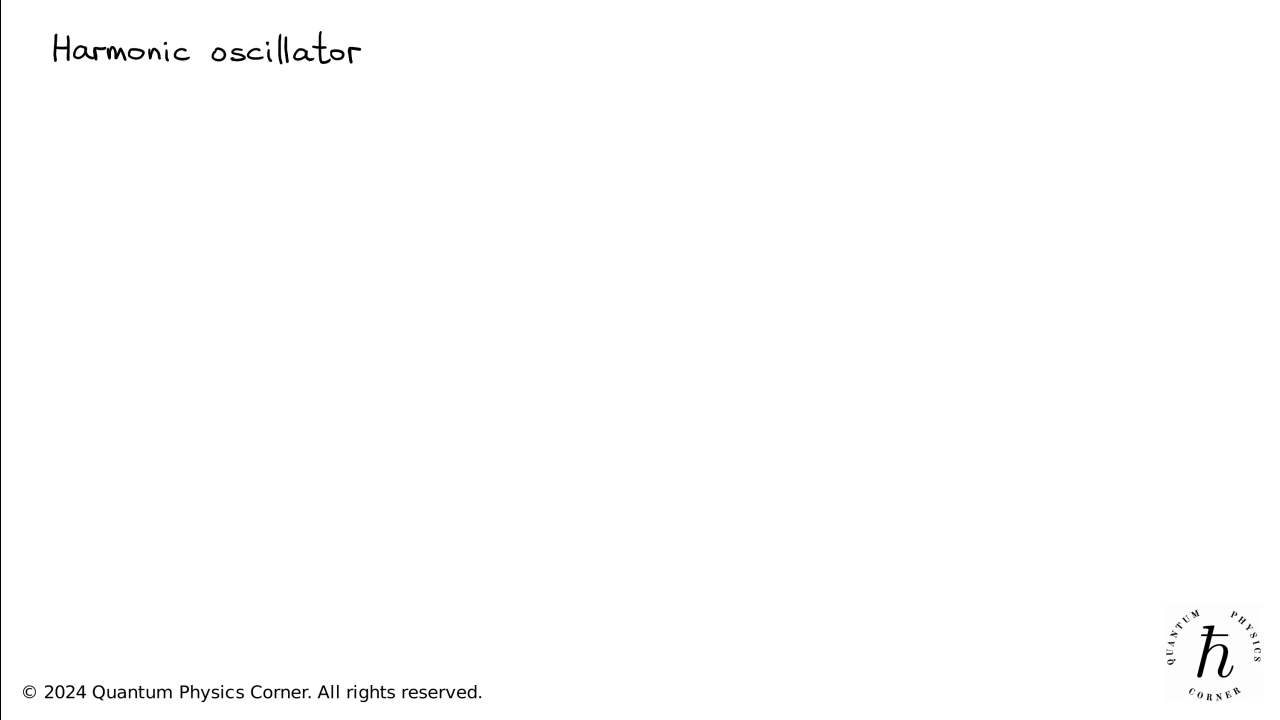 Harmonic oscillator
QUANTUM PHYSICS
ħ
CORNER
© 2024 Quantum Physics Corner. All rights reserved.